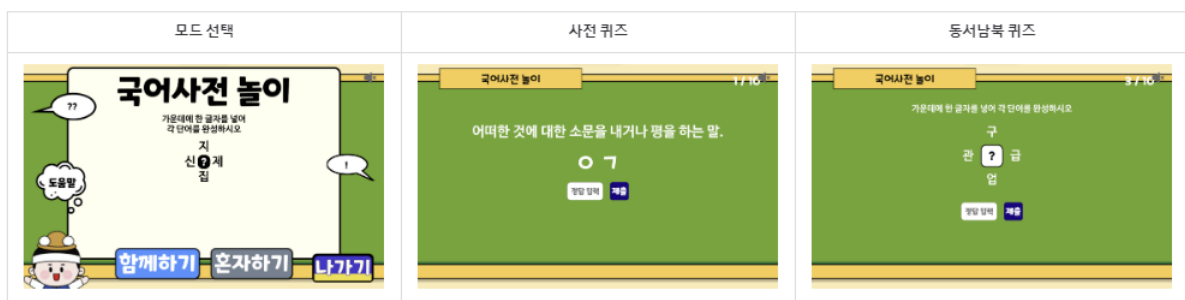 모드 선택
사전 퀴즈
동서남북 퀴즈
국어사전 놀이
가운데에 한 글자를 넣어
각 단어를 완성하시오
지
신 ? 제
집
??
!
도움말
함께하기
혼자하기
나가기
국어사전 놀이
1 / 10
어떠한 것에 대한 소문을 내거나 평을 하는 말.
ㅇ ㄱ
정답 입력
제출
국어사전 놀이
3 / 10
가운데에 한 글자를 넣어 각 단어를 완성하시오
구
관 ? 급
업
정답 입력
제출